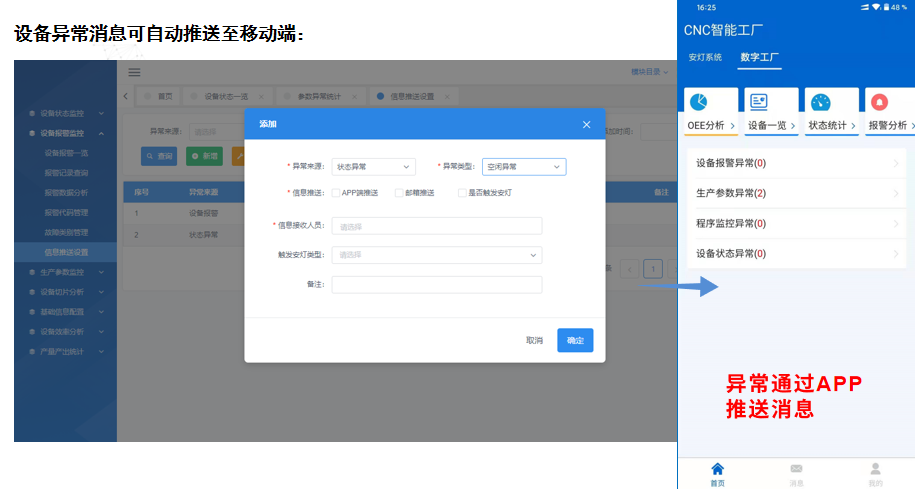 设备异常消息可自动推送至移动端：
模块目录
首页
设备状态一览
参数异常统计
信息推送设置
设备状态监控
设备报警监控
设备报警一览
报警记录查询
报警数据分析
报警代码管理
故障类别管理
信息推送设置
生产参数监控
设备切片分析
基础信息配置
设备效率分析
产量产出统计
异常来源：
请选择
添加时间：
查询
新增
序号
异常来源
备注
1
设备报警
2
状态异常
条
1
添加
* 异常来源：
状态异常
* 异常类型：
空闲异常
* 信息推送：
APP端推送
邮箱推送
是否触发安灯
* 信息接收人员：
请选择
触发安灯类型：
请选择
备注：
取消
确定
16:25
48 %
CNC智能工厂
安灯系统
数字工厂
OEE分析
设备一览
状态统计
报警分析
设备报警异常(0)
生产参数异常(2)
程序监控异常(0)
设备状态异常(0)
异常通过APP
推送消息
首页
消息
我的